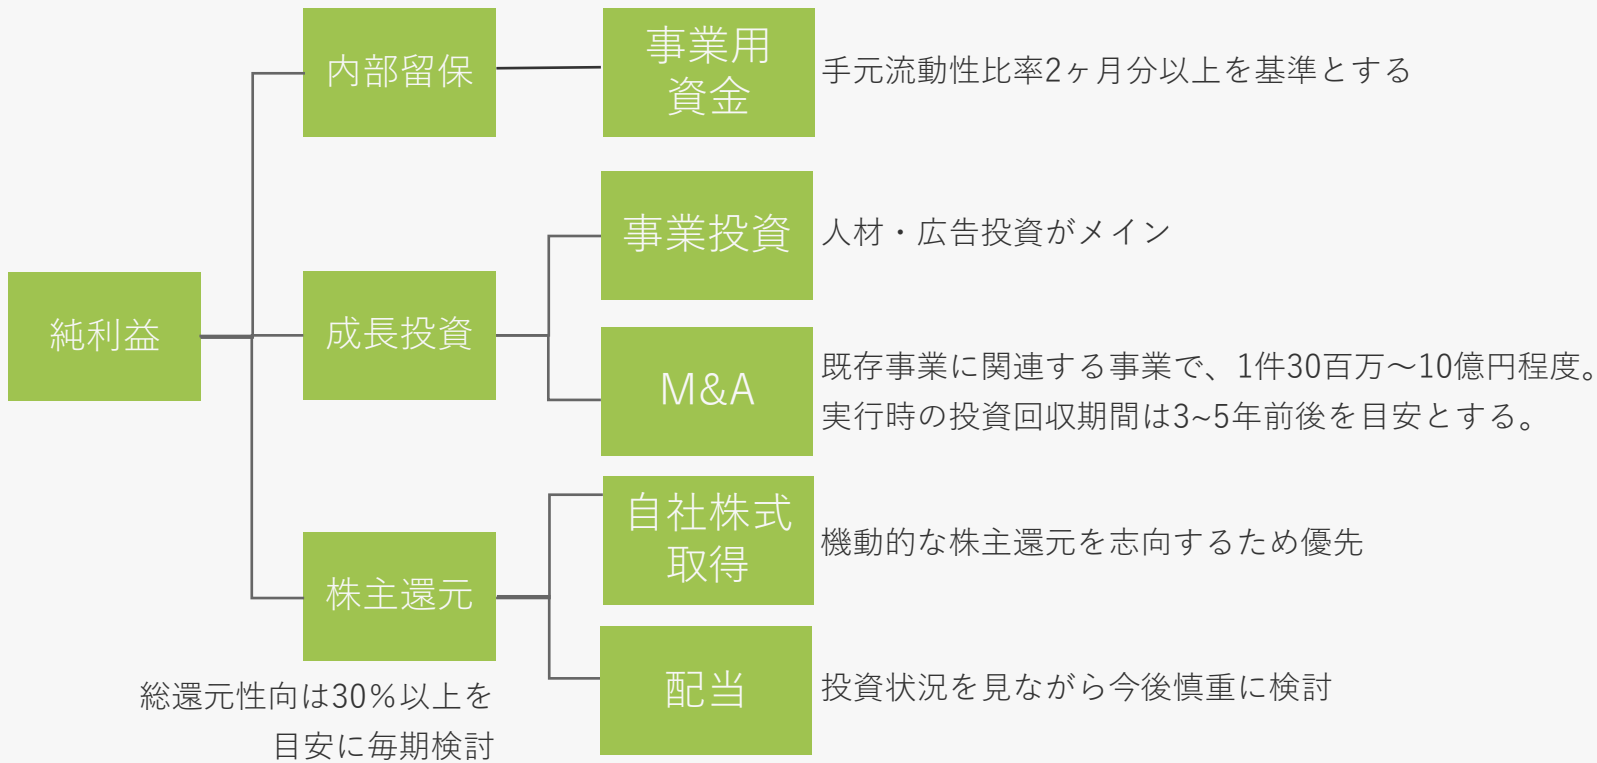 純利益
内部留保
事業用
資金
手元流動性比率2ヶ月分以上を基準とする
成長投資
事業投資
人材・広告投資がメイン
M&A
既存事業に関連する事業で、1件30百万〜10億円程度。
実行時の投資回収期間は3~5年前後を目安とする。
株主還元
総還元性向は30%以上を
目安に毎期検討
自社株式
取得
機動的な株主還元を志向するため優先
配当
投資状況を見ながら今後慎重に検討